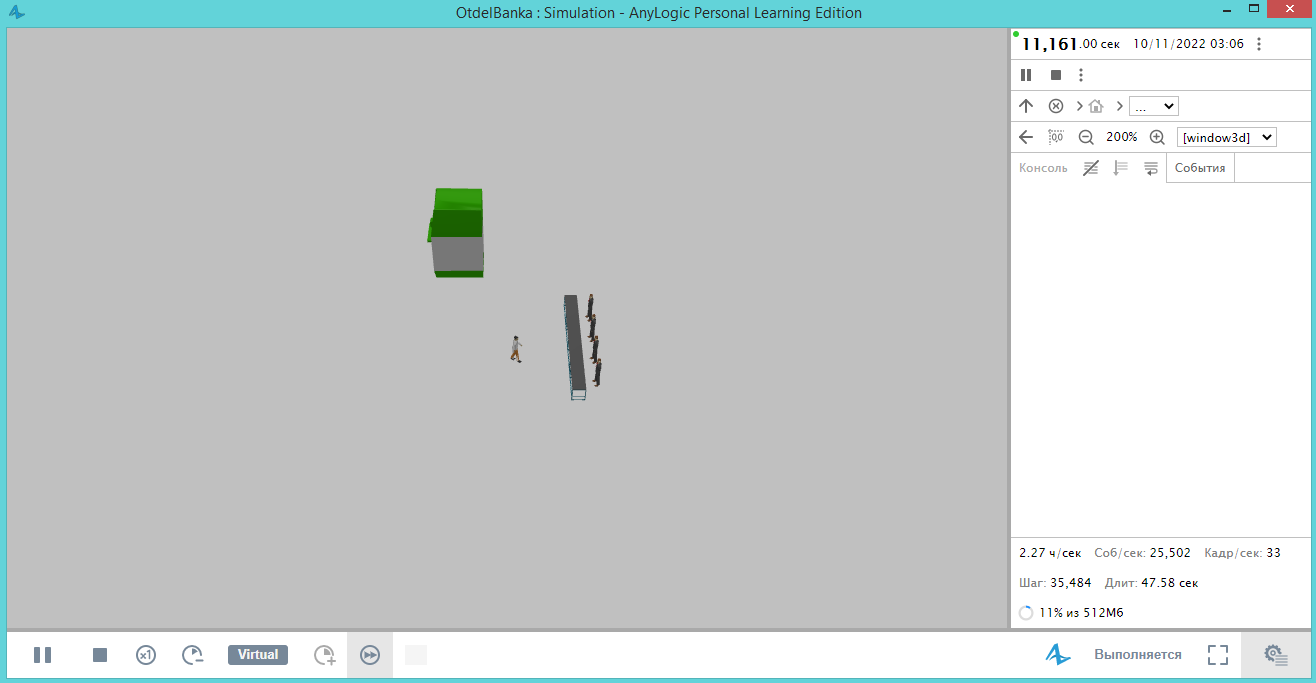 OtdelBanka : Simulation - AnyLogic Personal Learning Edition
11,161.00 сек 10/11/2022 03:06
...
200% [window3d]
Консоль События
2.27 ч/сек Соб/сек: 25,502 Кадр/сек: 33
Шаг: 35,484 Длит: 47.58 сек
11% из 512М6
x1 Virtual Выполняется